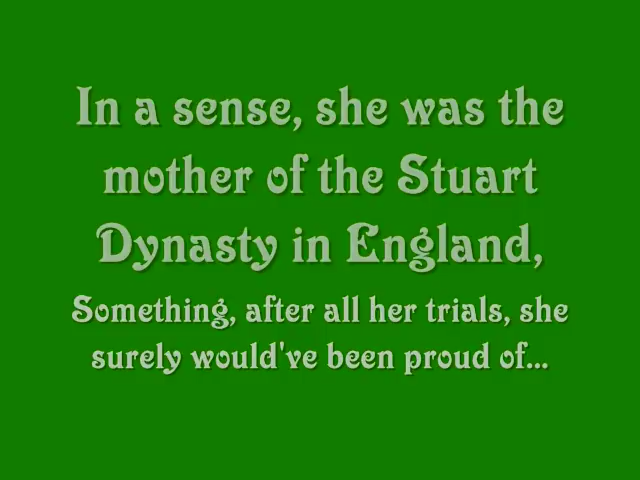 In a sense, she was the
mother of the Stuart
Dynasty in England,
Something, after all her trials, she
surely would've been proud of...